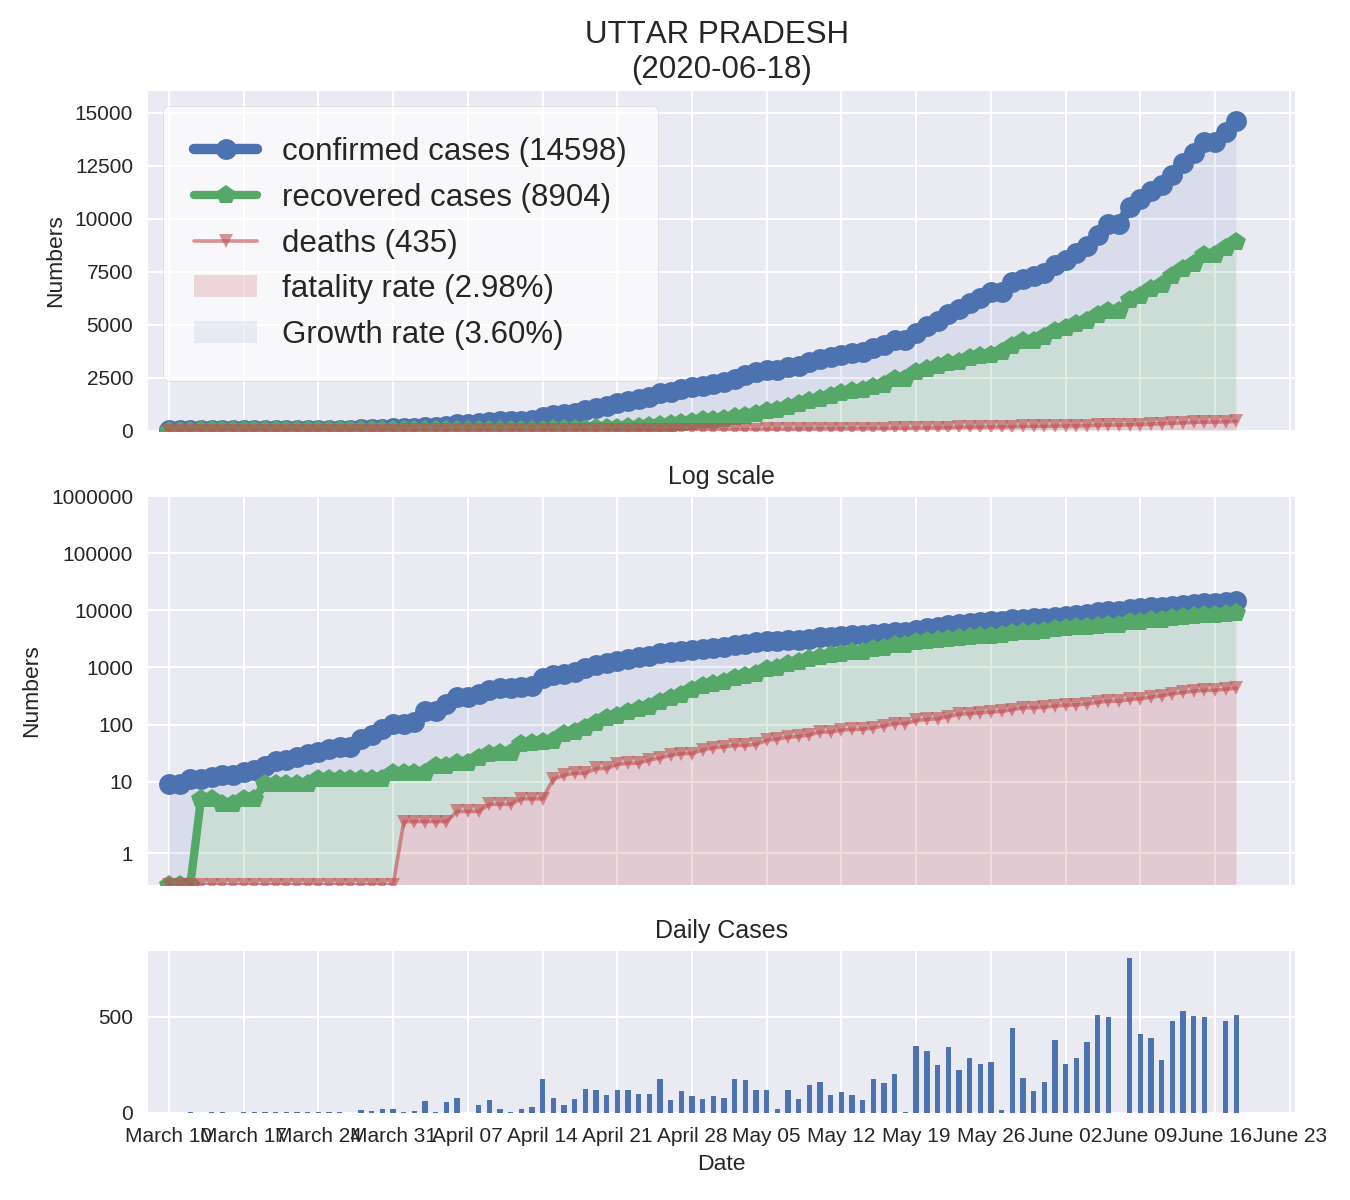 UTTAR PRADESH
(2020-06-18)
Numbers
15000
12500
10000
7500
5000
2500
0
confirmed cases (14598)
recovered cases (8904)
deaths (435)
fatality rate (2.98%)
Growth rate (3.60%)
Log scale
Numbers
1000000
100000
10000
1000
100
10
1
Daily Cases
500
0
March 10 March 17 March 24 March 31 April 07 April 14 April 21 April 28 May 05 May 12 May 19 May 26 June 02 June 09 June 16 June 23
Date